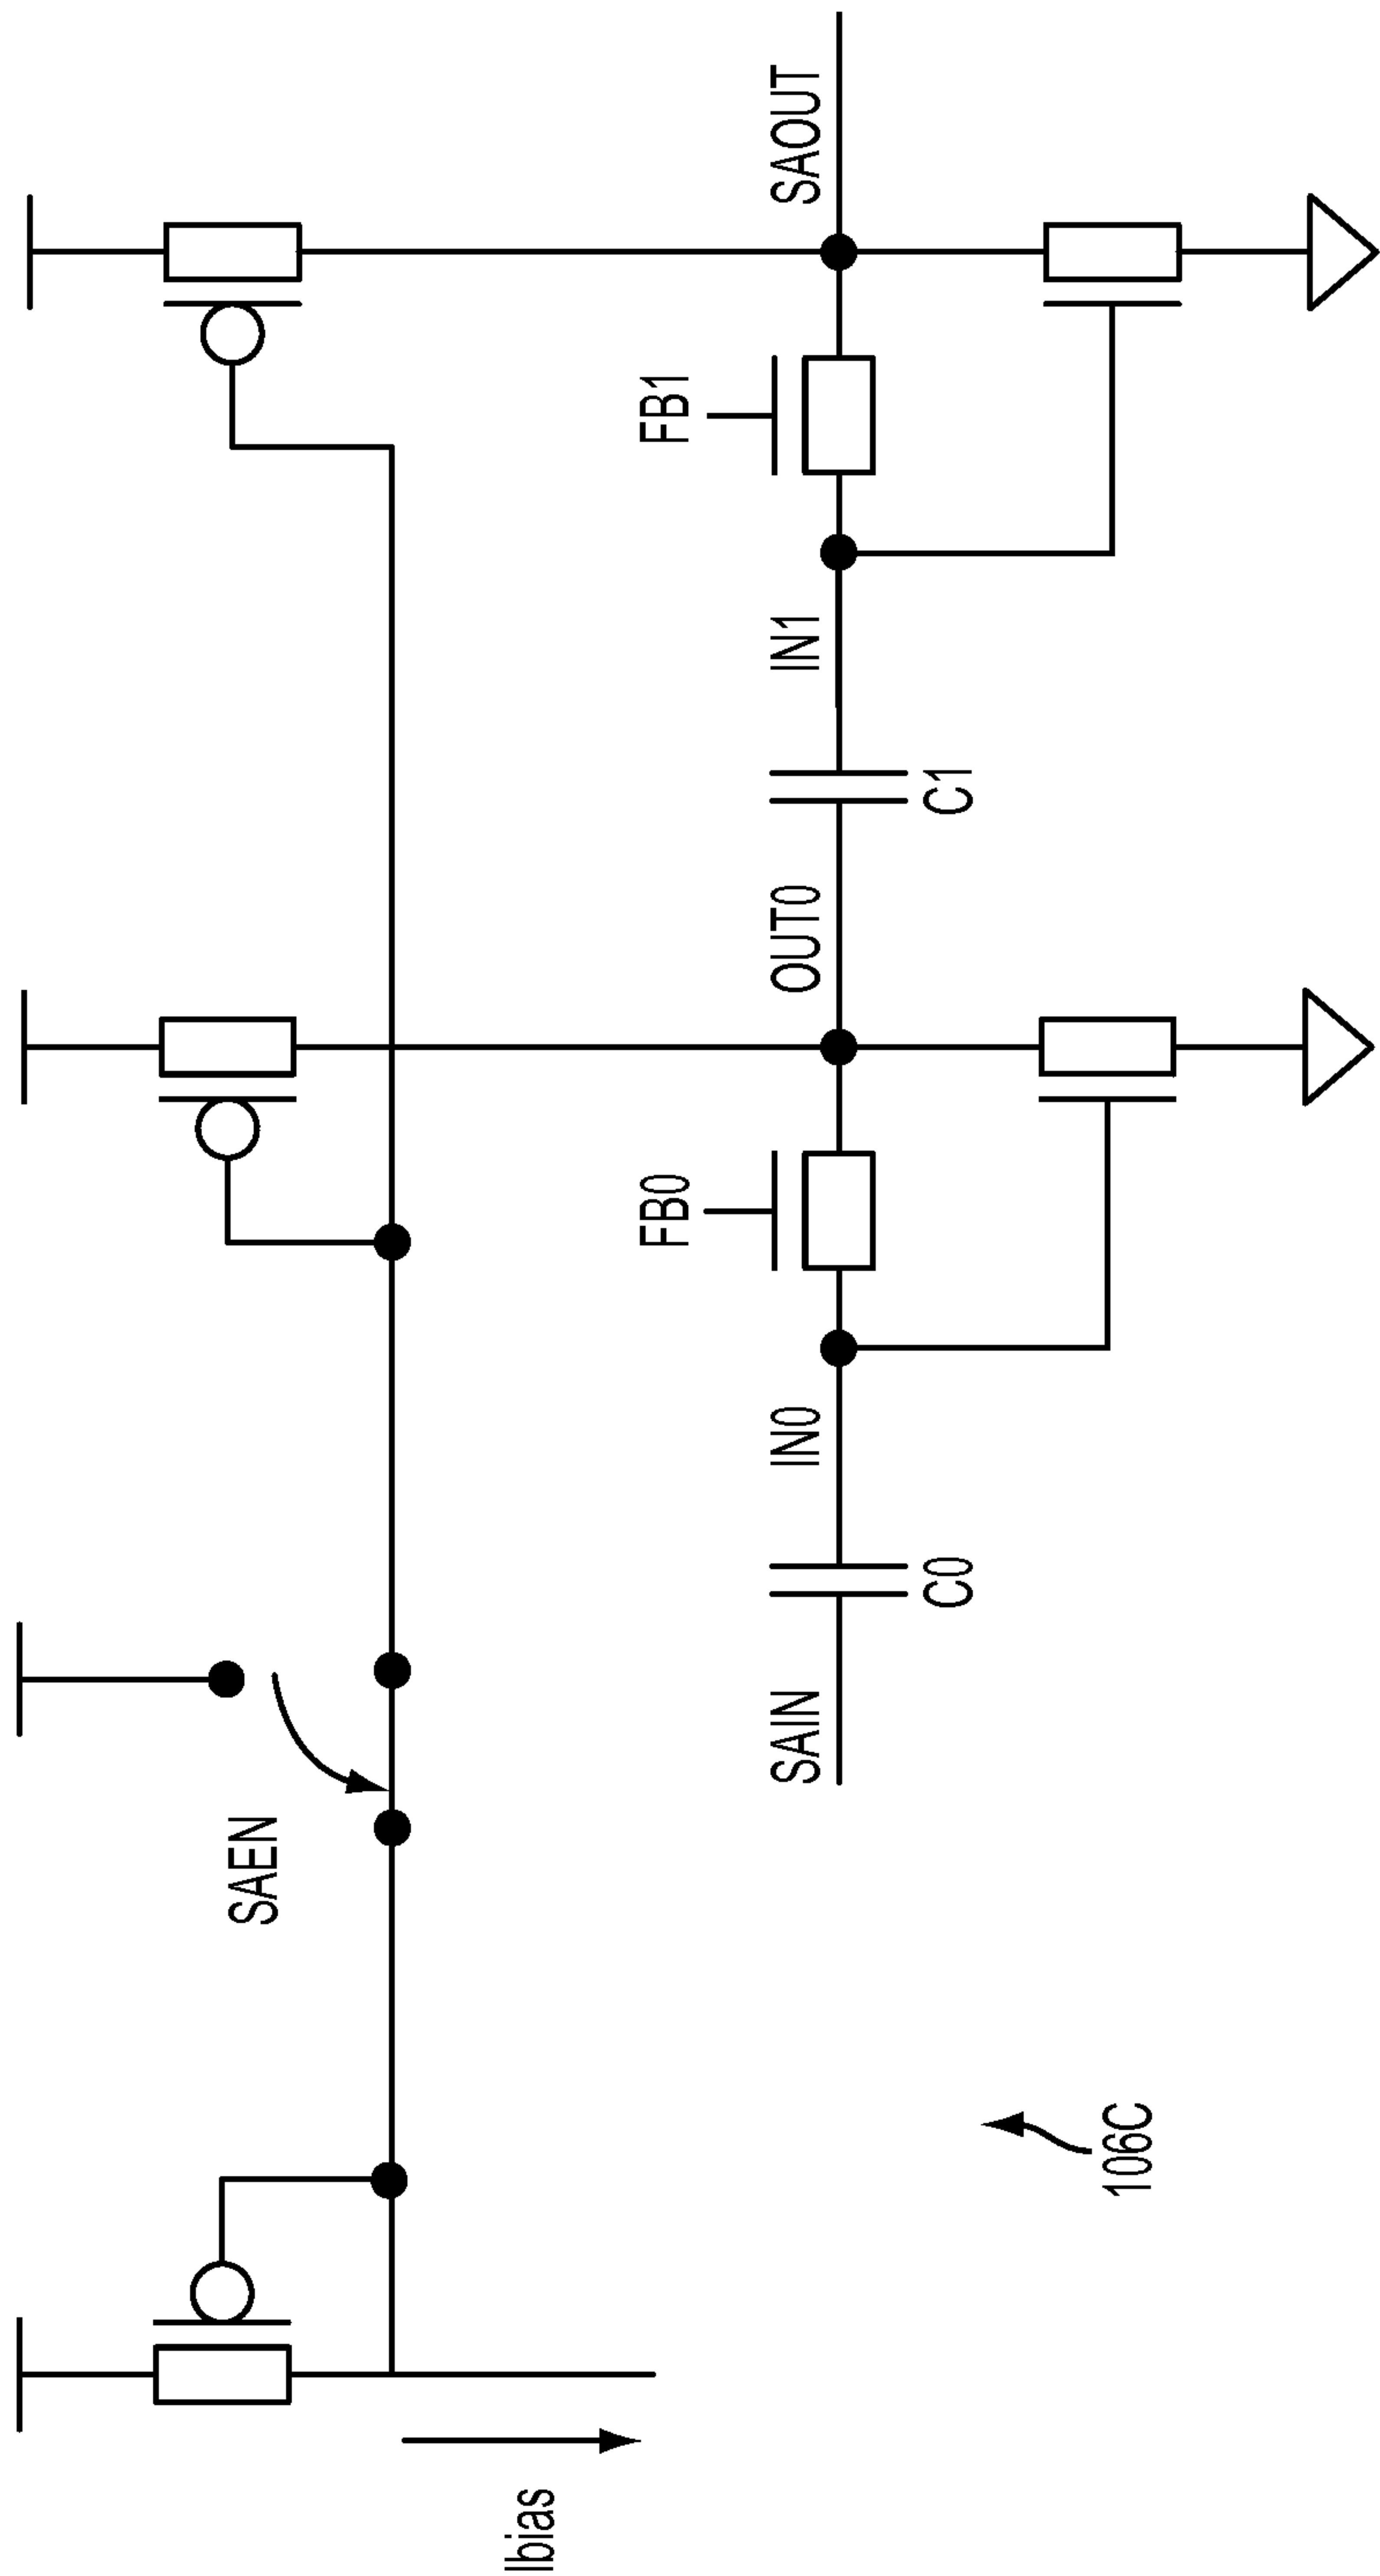 Ibias
SAEN
SAIN
C0
IN0
FB0
OUT0
C1
IN1
FB1
SAOUT
106C